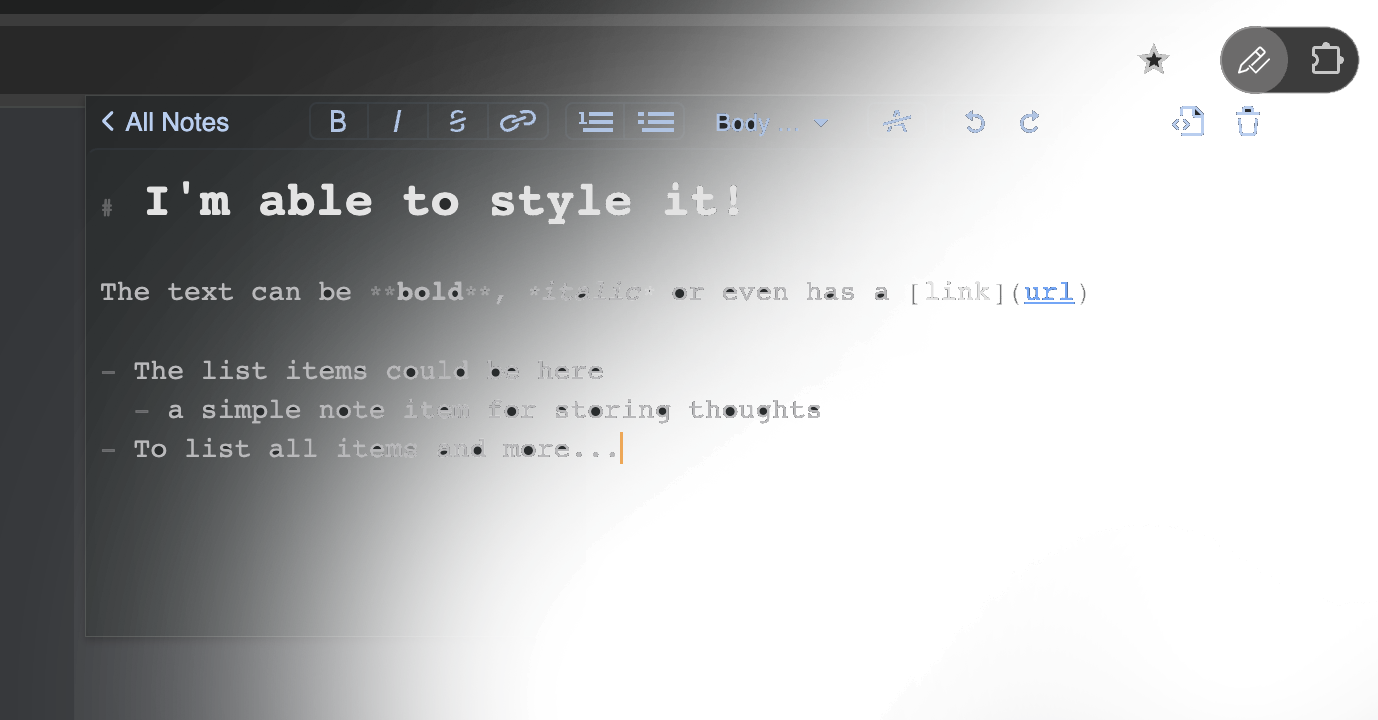 All Notes
Body ...
# I'm able to style it!
The text can be **bold**, *italic* or even has a [link](url)
- The list items could be here
- a simple note item for storing thoughts
- To list all items and more...